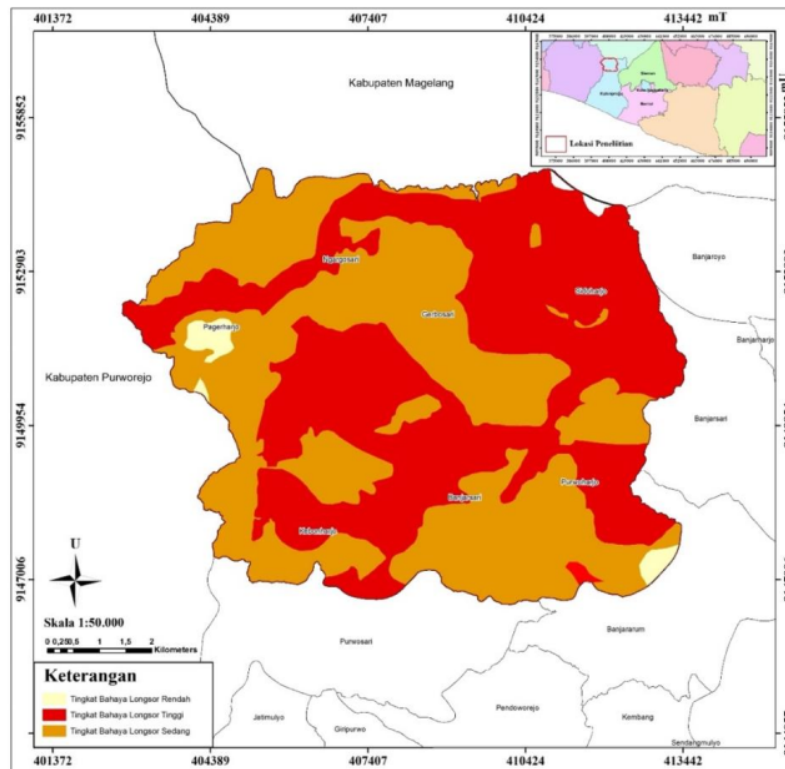 401372 404389 407407 410424 413442 mT
Kabupaten Magelang
Lokasi Penelitian
9155852
9152903
Banjaroyo
Ngargosari
Sidoharjo
Gerbosari
Pagerharjo
Banjarharjo
Kabupaten Purworejo
9149954
Banjarsari
Purwoharjo
Banjarsari
Kebonharjo
U
9147006
Skala 1:50.000
0 0,25 0,5 1 1,5 2
Kilometers
Purwosari
Banjararum
Keterangan
Tingkat Bahaya Longsor Rendah
Tingkat Bahaya Longsor Tinggi
Tingkat Bahaya Longsor Sedang
Jatimulyo
Giripurwo
Pendoworejo
Kembang
Sendangmulyo
401372 404389 407407 410424 413442